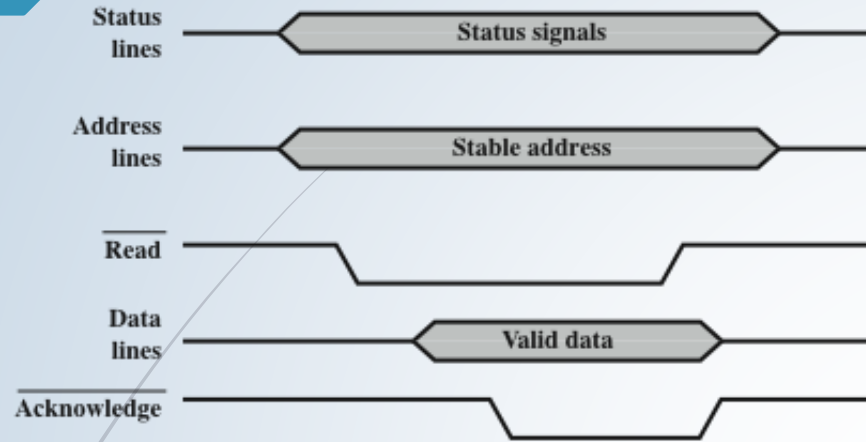 Status
lines
Status signals
Address
lines
Stable address
Read
Data
lines
Valid data
Acknowledge